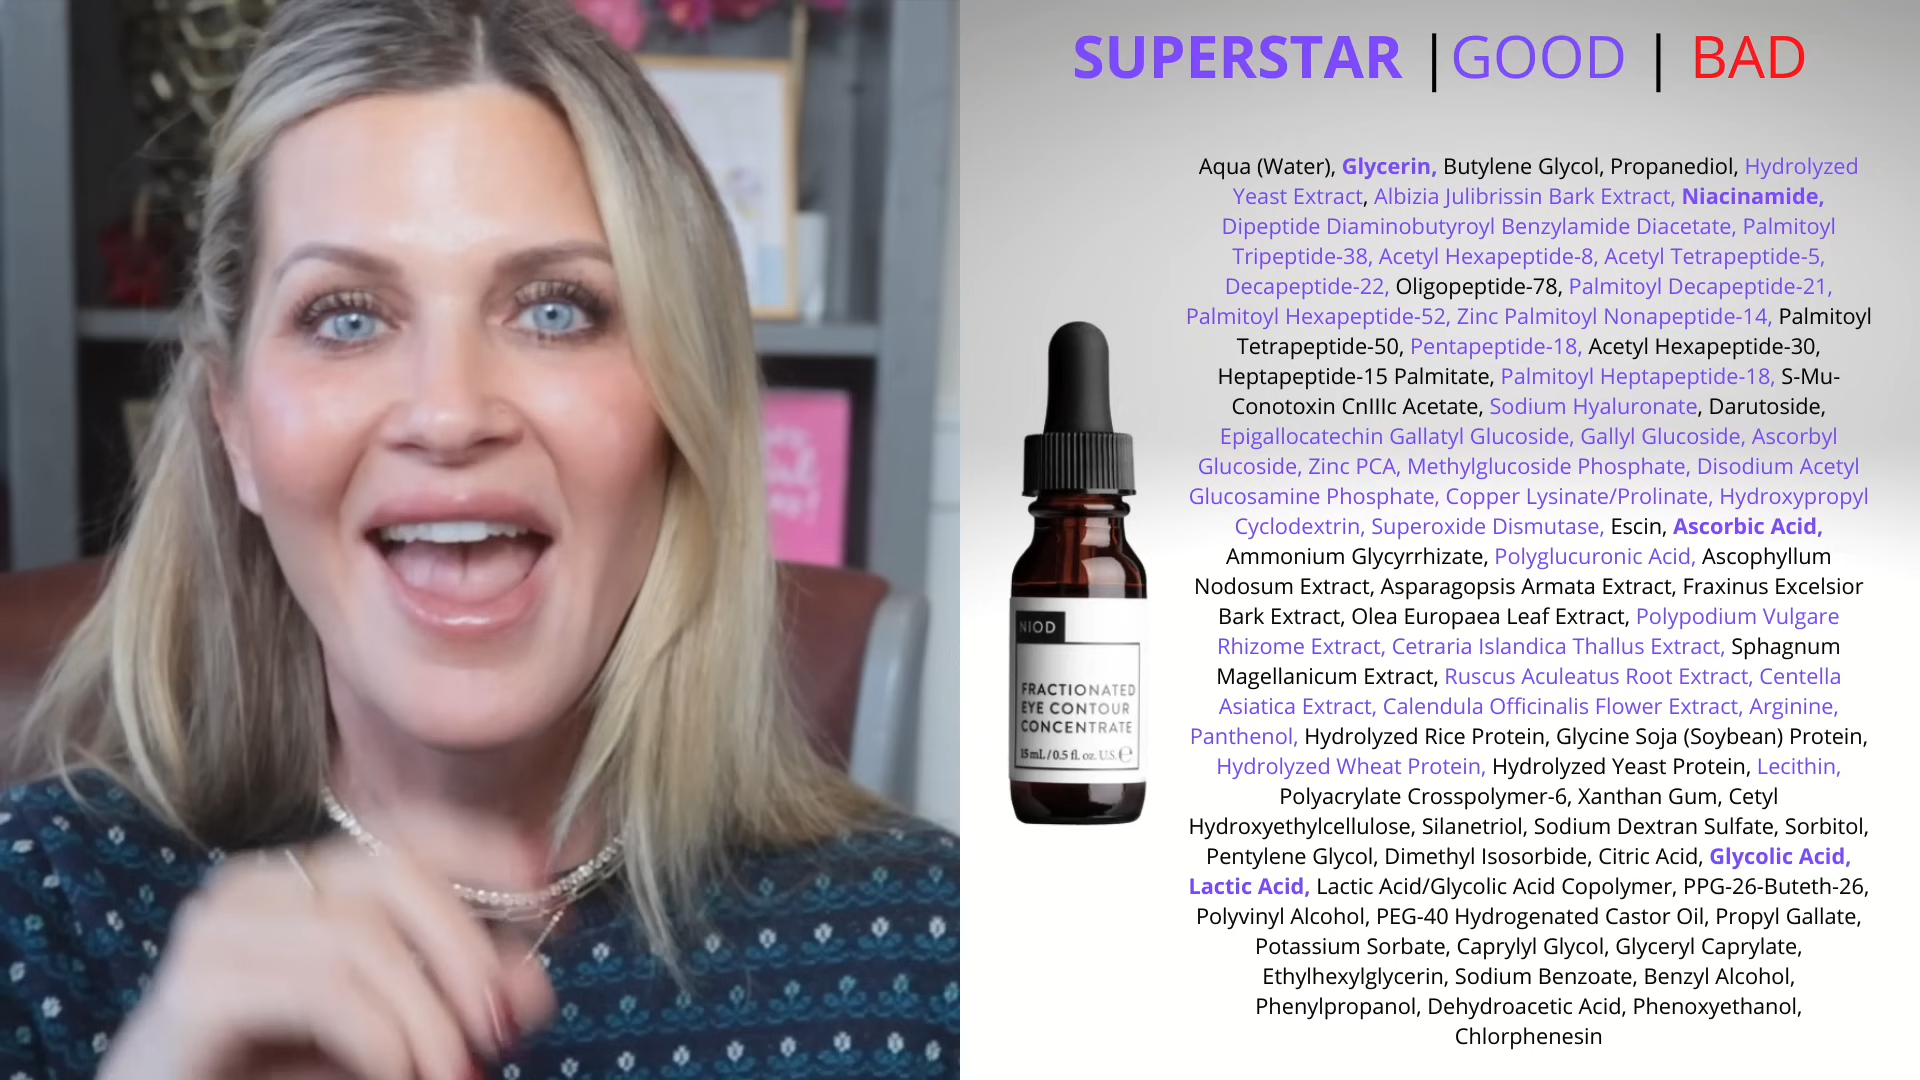 SUPERSTAR | GOOD | BAD
Aqua (Water), Glycerin, Butylene Glycol, Propanediol, Hydrolyzed
Yeast Extract, Albizia Julibrissin Bark Extract, Niacinamide,
Dipeptide Diaminobutyroyl Benzylamide Diacetate, Palmitoyl
Tripeptide-38, Acetyl Hexapeptide-8, Acetyl Tetrapeptide-5,
Decapeptide-22, Oligopeptide-78, Palmitoyl Decapeptide-21,
Palmitoyl Hexapeptide-52, Zinc Palmitoyl Nonapeptide-14, Palmitoyl
Tetrapeptide-50, Pentapeptide-18, Acetyl Hexapeptide-30,
Heptapeptide-15 Palmitate, Palmitoyl Heptapeptide-18, S-Mu-
Conotoxin CnIIIc Acetate, Sodium Hyaluronate, Darutoside,
Epigallocatechin Gallatyl Glucoside, Gallyl Glucoside, Ascorbyl
Glucoside, Zinc PCA, Methylglucoside Phosphate, Disodium Acetyl
Glucosamine Phosphate, Copper Lysinate/Prolinate, Hydroxypropyl
Cyclodextrin, Superoxide Dismutase, Escin, Ascorbic Acid,
Ammonium Glycyrrhizate, Polyglucuronic Acid, Ascophyllum
Nodosum Extract, Asparagopsis Armata Extract, Fraxinus Excelsior
Bark Extract, Olea Europaea Leaf Extract, Polypodium Vulgare
Rhizome Extract, Cetraria Islandica Thallus Extract, Sphagnum
Magellanicum Extract, Ruscus Aculeatus Root Extract, Centella
Asiatica Extract, Calendula Officinalis Flower Extract, Arginine,
Panthenol, Hydrolyzed Rice Protein, Glycine Soja (Soybean) Protein,
Hydrolyzed Wheat Protein, Hydrolyzed Yeast Protein, Lecithin,
Polyacrylate Crosspolymer-6, Xanthan Gum, Cetyl
Hydroxyethylcellulose, Silanetriol, Sodium Dextran Sulfate, Sorbitol,
Pentylene Glycol, Dimethyl Isosorbide, Citric Acid, Glycolic Acid,
Lactic Acid, Lactic Acid/Glycolic Acid Copolymer, PPG-26-Buteth-26,
Polyvinyl Alcohol, PEG-40 Hydrogenated Castor Oil, Propyl Gallate,
Potassium Sorbate, Caprylyl Glycol, Glyceryl Caprylate,
Ethylhexylglycerin, Sodium Benzoate, Benzyl Alcohol,
Phenylpropanol, Dehydroacetic Acid, Phenoxyethanol,
Chlorphenesin
NIOD
FRACTIONATED
EYE CONTOUR
CONCENTRATE
15 mL / 0.5 fl. oz. U.S. ℮